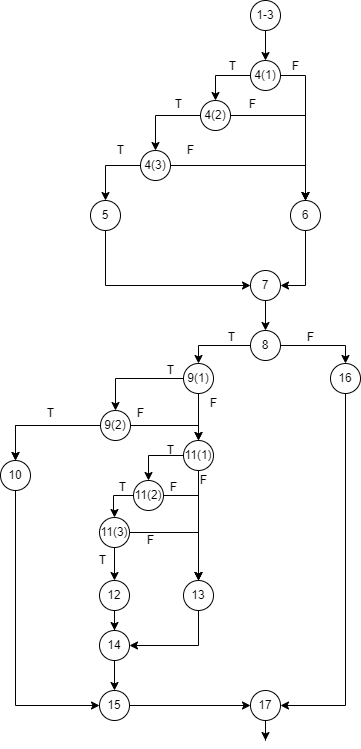 1-3
T 4(1) F
T 4(2) F
T 4(3) F
5 6
7
T 8 F
T 9(1) 16
F
T 9(2) F
T 11(1)
10 F
T 11(2) F
11(3) F
T
12 13
14
15 17